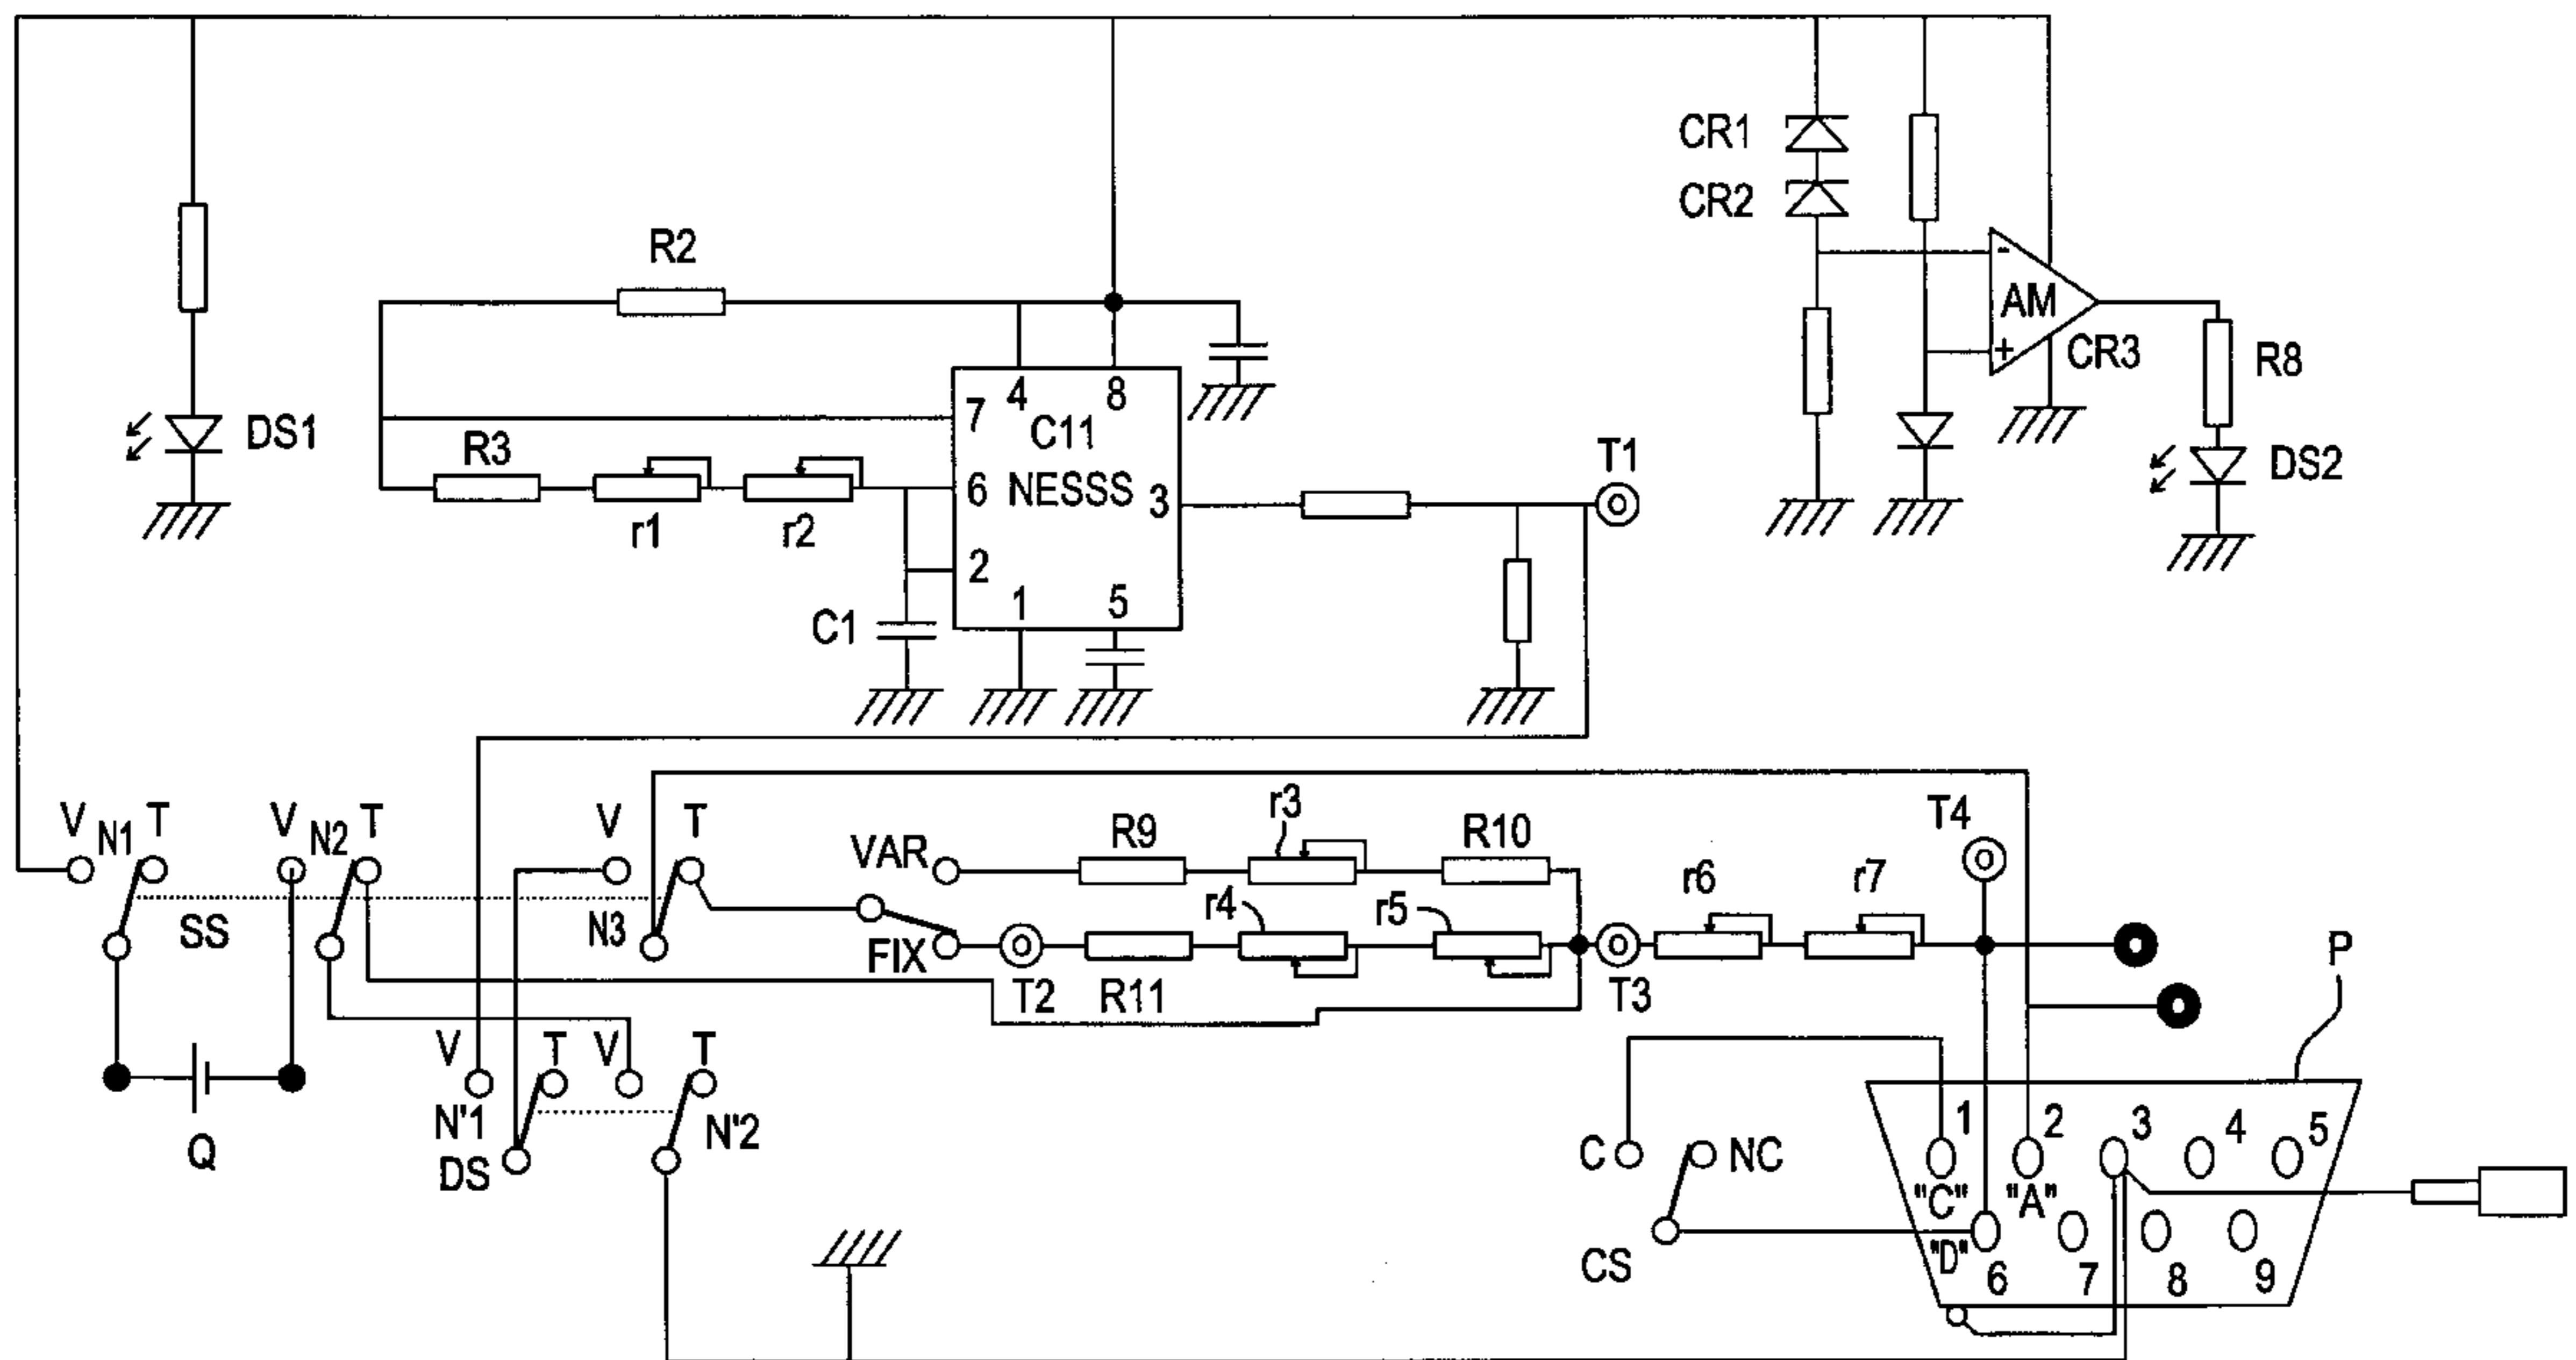 CR1
CR2
R2
-
AM
+
CR3
R8
DS1
DS2
4 8
7 C11
R3
6 NESSS 3
T1
r1 r2
2
1 5
C1
V N1 T V N2 T V T
SS
N3
VAR
R9 r3 R10
T4
r4 r5 r6 r7
FIX
T2 R11 T3
P
V T V T
N'1
DS
N'2
Q
C NC
CS
1 2 3 4 5
"C" "A"
"D"
6 7 8 9